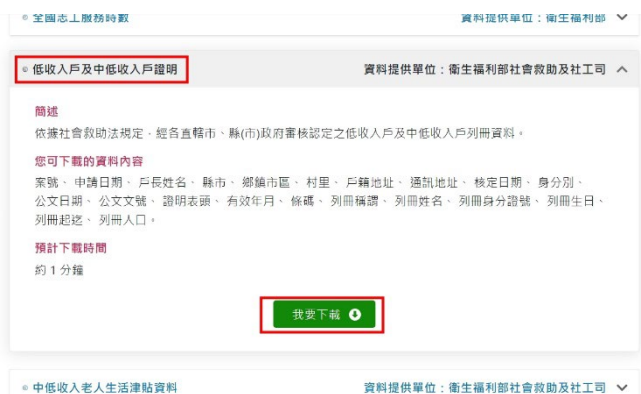 全國志工服務時數 資料提供單位：衛生福利部
低收入戶及中低收入戶證明 資料提供單位：衛生福利部社會救助及社工司
簡述
依據社會救助法規定，經各直轄市、縣(市)政府審核認定之低收入戶及中低收入戶列冊資料。
您可下載的資料內容
案號、 申請日期、 戶長姓名、 縣市、 鄉鎮市區、 村里、 戶籍地址、 通訊地址、 核定日期、 身分別、
公文日期、 公文文號、 證明表頭、 有效年月、 條碼、 列冊稱謂、 列冊姓名、 列冊身分證號、 列冊生日、
列冊起迄、 列冊人口。
預計下載時間
約 1 分鐘
我要下載
中低收入老人生活津貼資料 資料提供單位：衛生福利部社會救助及社工司